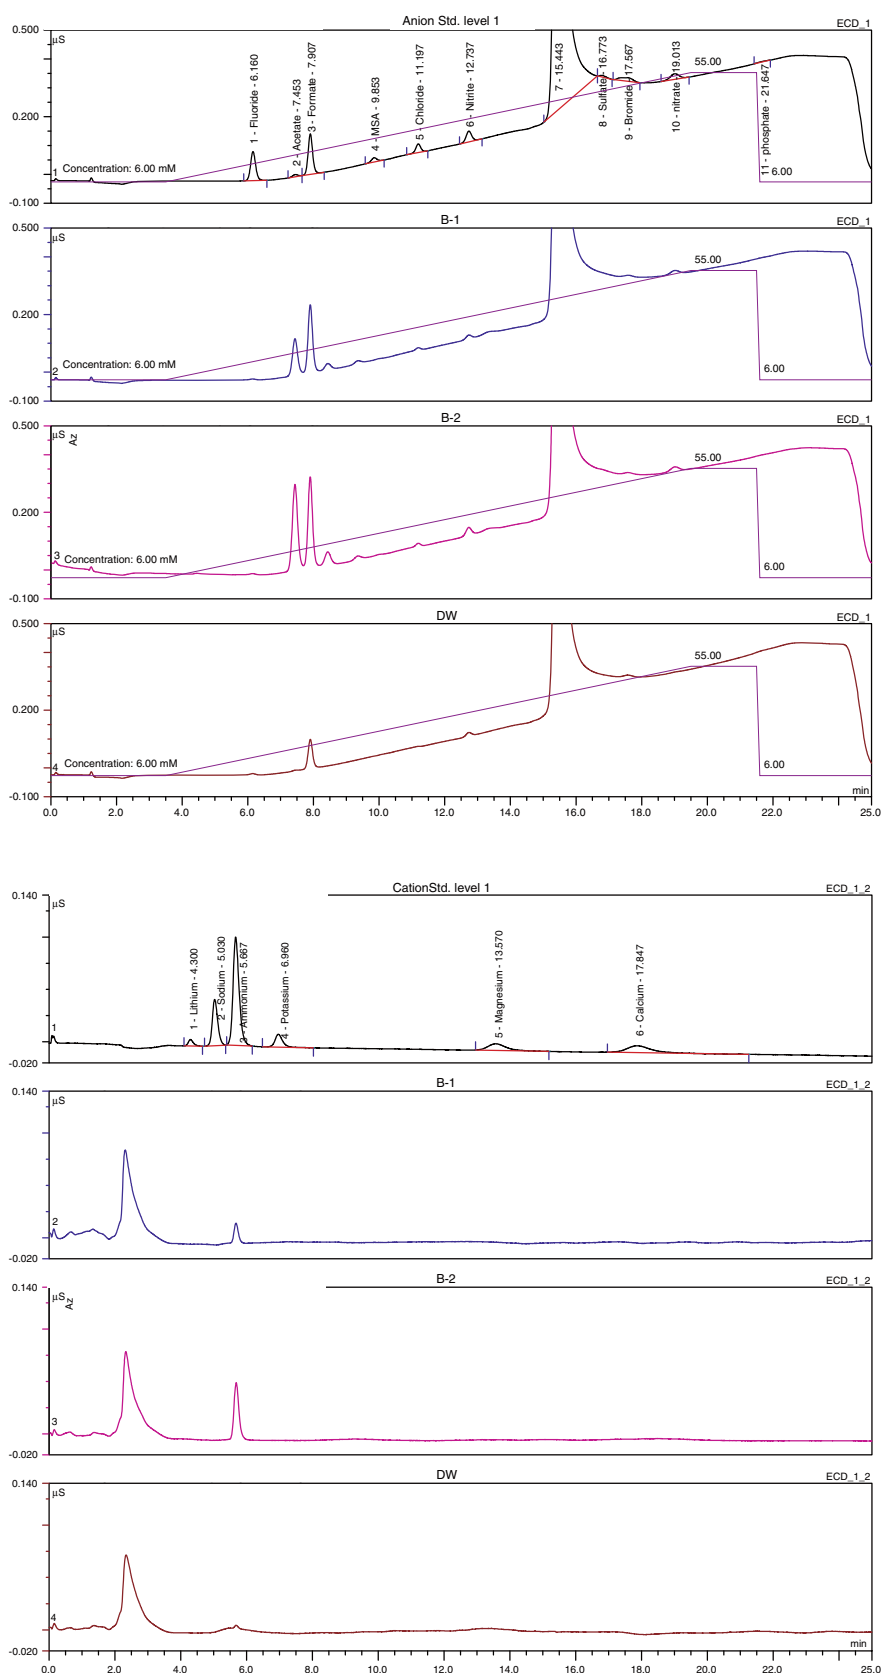 Anion Std. level 1
ECD_1
0.500
µS
0.200
-0.100
1
Concentration: 6.00 mM
1 - Fluoride - 6.160
2 - Acetate - 7.453
3 - Formate - 7.907
4 - MSA - 9.853
5 - Chloride - 11.197
6 - Nitrite - 12.737
7 - 15.443
8 - Sulfate - 16.773
9 - Bromide - 17.567
10 - nitrate - 19.013
11 - phosphate - 21.647
55.00
6.00
B-1
ECD_1
0.500
µS
0.200
-0.100
2
Concentration: 6.00 mM
55.00
6.00
B-2
ECD_1
0.500
µS
Az
0.200
-0.100
3
Concentration: 6.00 mM
55.00
6.00
DW
ECD_1
0.500
µS
0.200
-0.100
4
Concentration: 6.00 mM
55.00
6.00
min
0.0 2.0 4.0 6.0 8.0 10.0 12.0 14.0 16.0 18.0 20.0 22.0 25.0
CationStd. level 1
ECD_1_2
0.140
µS
-0.020
1
1 - Lithium - 4.300
2 - Sodium - 5.030
3 - Ammonium - 5.667
4 - Potassium - 6.960
5 - Magnesium - 13.570
6 - Calcium - 17.847
B-1
ECD_1_2
0.140
µS
-0.020
2
B-2
ECD_1_2
0.140
µS
Az
-0.020
3
DW
ECD_1_2
0.140
µS
-0.020
4
min
0.0 2.0 4.0 6.0 8.0 10.0 12.0 14.0 16.0 18.0 20.0 22.0 25.0